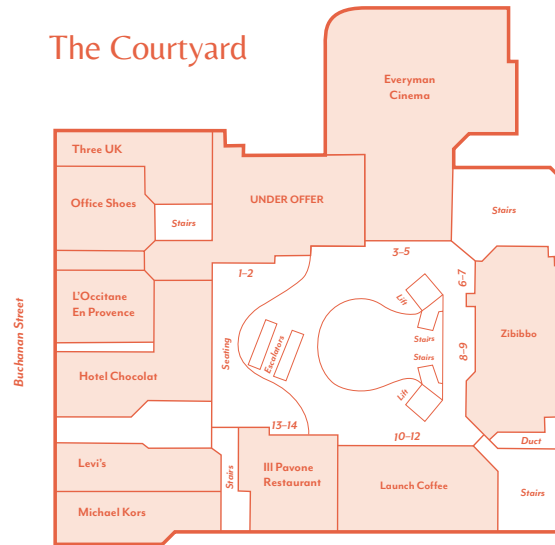 The Courtyard
Everyman
Cinema
Three UK
Office Shoes
Stairs
UNDER OFFER
Stairs
1–2
3–5
6–7
L'Occitane
En Provence
Lift
Stairs
Buchanan Street
Seating
Escalators
Stairs
8–9
Zibibbo
Hotel Chocolat
Lift
13–14
10–12
Duct
Levi's
Stairs
III Pavone
Restaurant
Launch Coffee
Stairs
Michael Kors